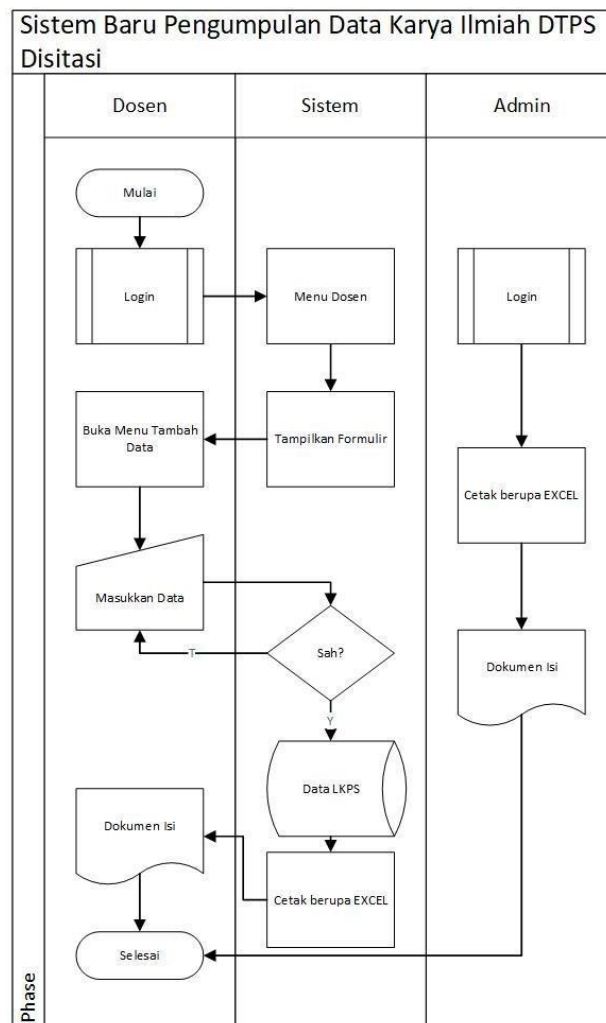 Sistem Baru Pengumpulan Data Karya Ilmiah DTPS
Disitasi
Dosen
Sistem
Admin
Mulai
Login
Menu Dosen
Login
Buka Menu Tambah
Data
Tampilkan Formulir
Cetak berupa EXCEL
Masukkan Data
Sah?
T
Dokumen Isi
Y
Data LKPS
Dokumen Isi
Cetak berupa EXCEL
Selesai
Phase